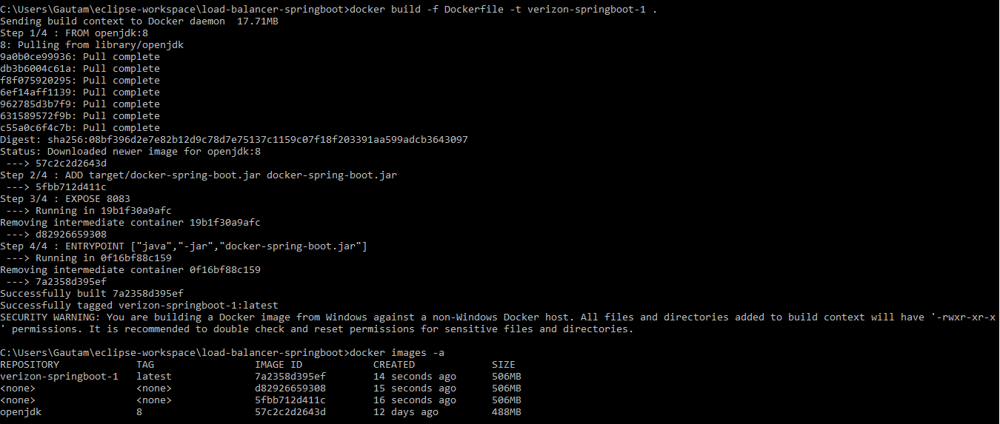 C:\Users\Gautam\eclipse-workspace\load-balancer-springboot>docker build -f Dockerfile -t verizon-springboot-1 .
Sending build context to Docker daemon  17.71MB
Step 1/4 : FROM openjdk:8
8: Pulling from library/openjdk
9a0b0ce99936: Pull complete
db3b6004c61a: Pull complete
f8f075920295: Pull complete
6ef14aff1139: Pull complete
962785d3b7f9: Pull complete
631589572f9b: Pull complete
c55a0c6f4c7b: Pull complete
Digest: sha256:08bf396d2e7e82b12d9c78d7e75137c1159c07f18f203391aa599adcb3643097
Status: Downloaded newer image for openjdk:8
 ---> 57c2c2d2643d
Step 2/4 : ADD target/docker-spring-boot.jar docker-spring-boot.jar
 ---> 5fbb712d411c
Step 3/4 : EXPOSE 8083
 ---> Running in 19b1f30a9afc
Removing intermediate container 19b1f30a9afc
 ---> d82926659308
Step 4/4 : ENTRYPOINT ["java","-jar","docker-spring-boot.jar"]
 ---> Running in 0f16bf88c159
Removing intermediate container 0f16bf88c159
 ---> 7a2358d395ef
Successfully built 7a2358d395ef
Successfully tagged verizon-springboot-1:latest
SECURITY WARNING: You are building a Docker image from Windows against a non-Windows Docker host. All files and directories added to build context will have '-rwxr-xr-x
' permissions. It is recommended to double check and reset permissions for sensitive files and directories.
C:\Users\Gautam\eclipse-workspace\load-balancer-springboot>docker images -a
REPOSITORY             TAG                 IMAGE ID            CREATED             SIZE
verizon-springboot-1   latest              7a2358d395ef        14 seconds ago      506MB
<none>                 <none>              d82926659308        15 seconds ago      506MB
<none>                 <none>              5fbb712d411c        16 seconds ago      506MB
openjdk                8                   57c2c2d2643d        12 days ago         488MB